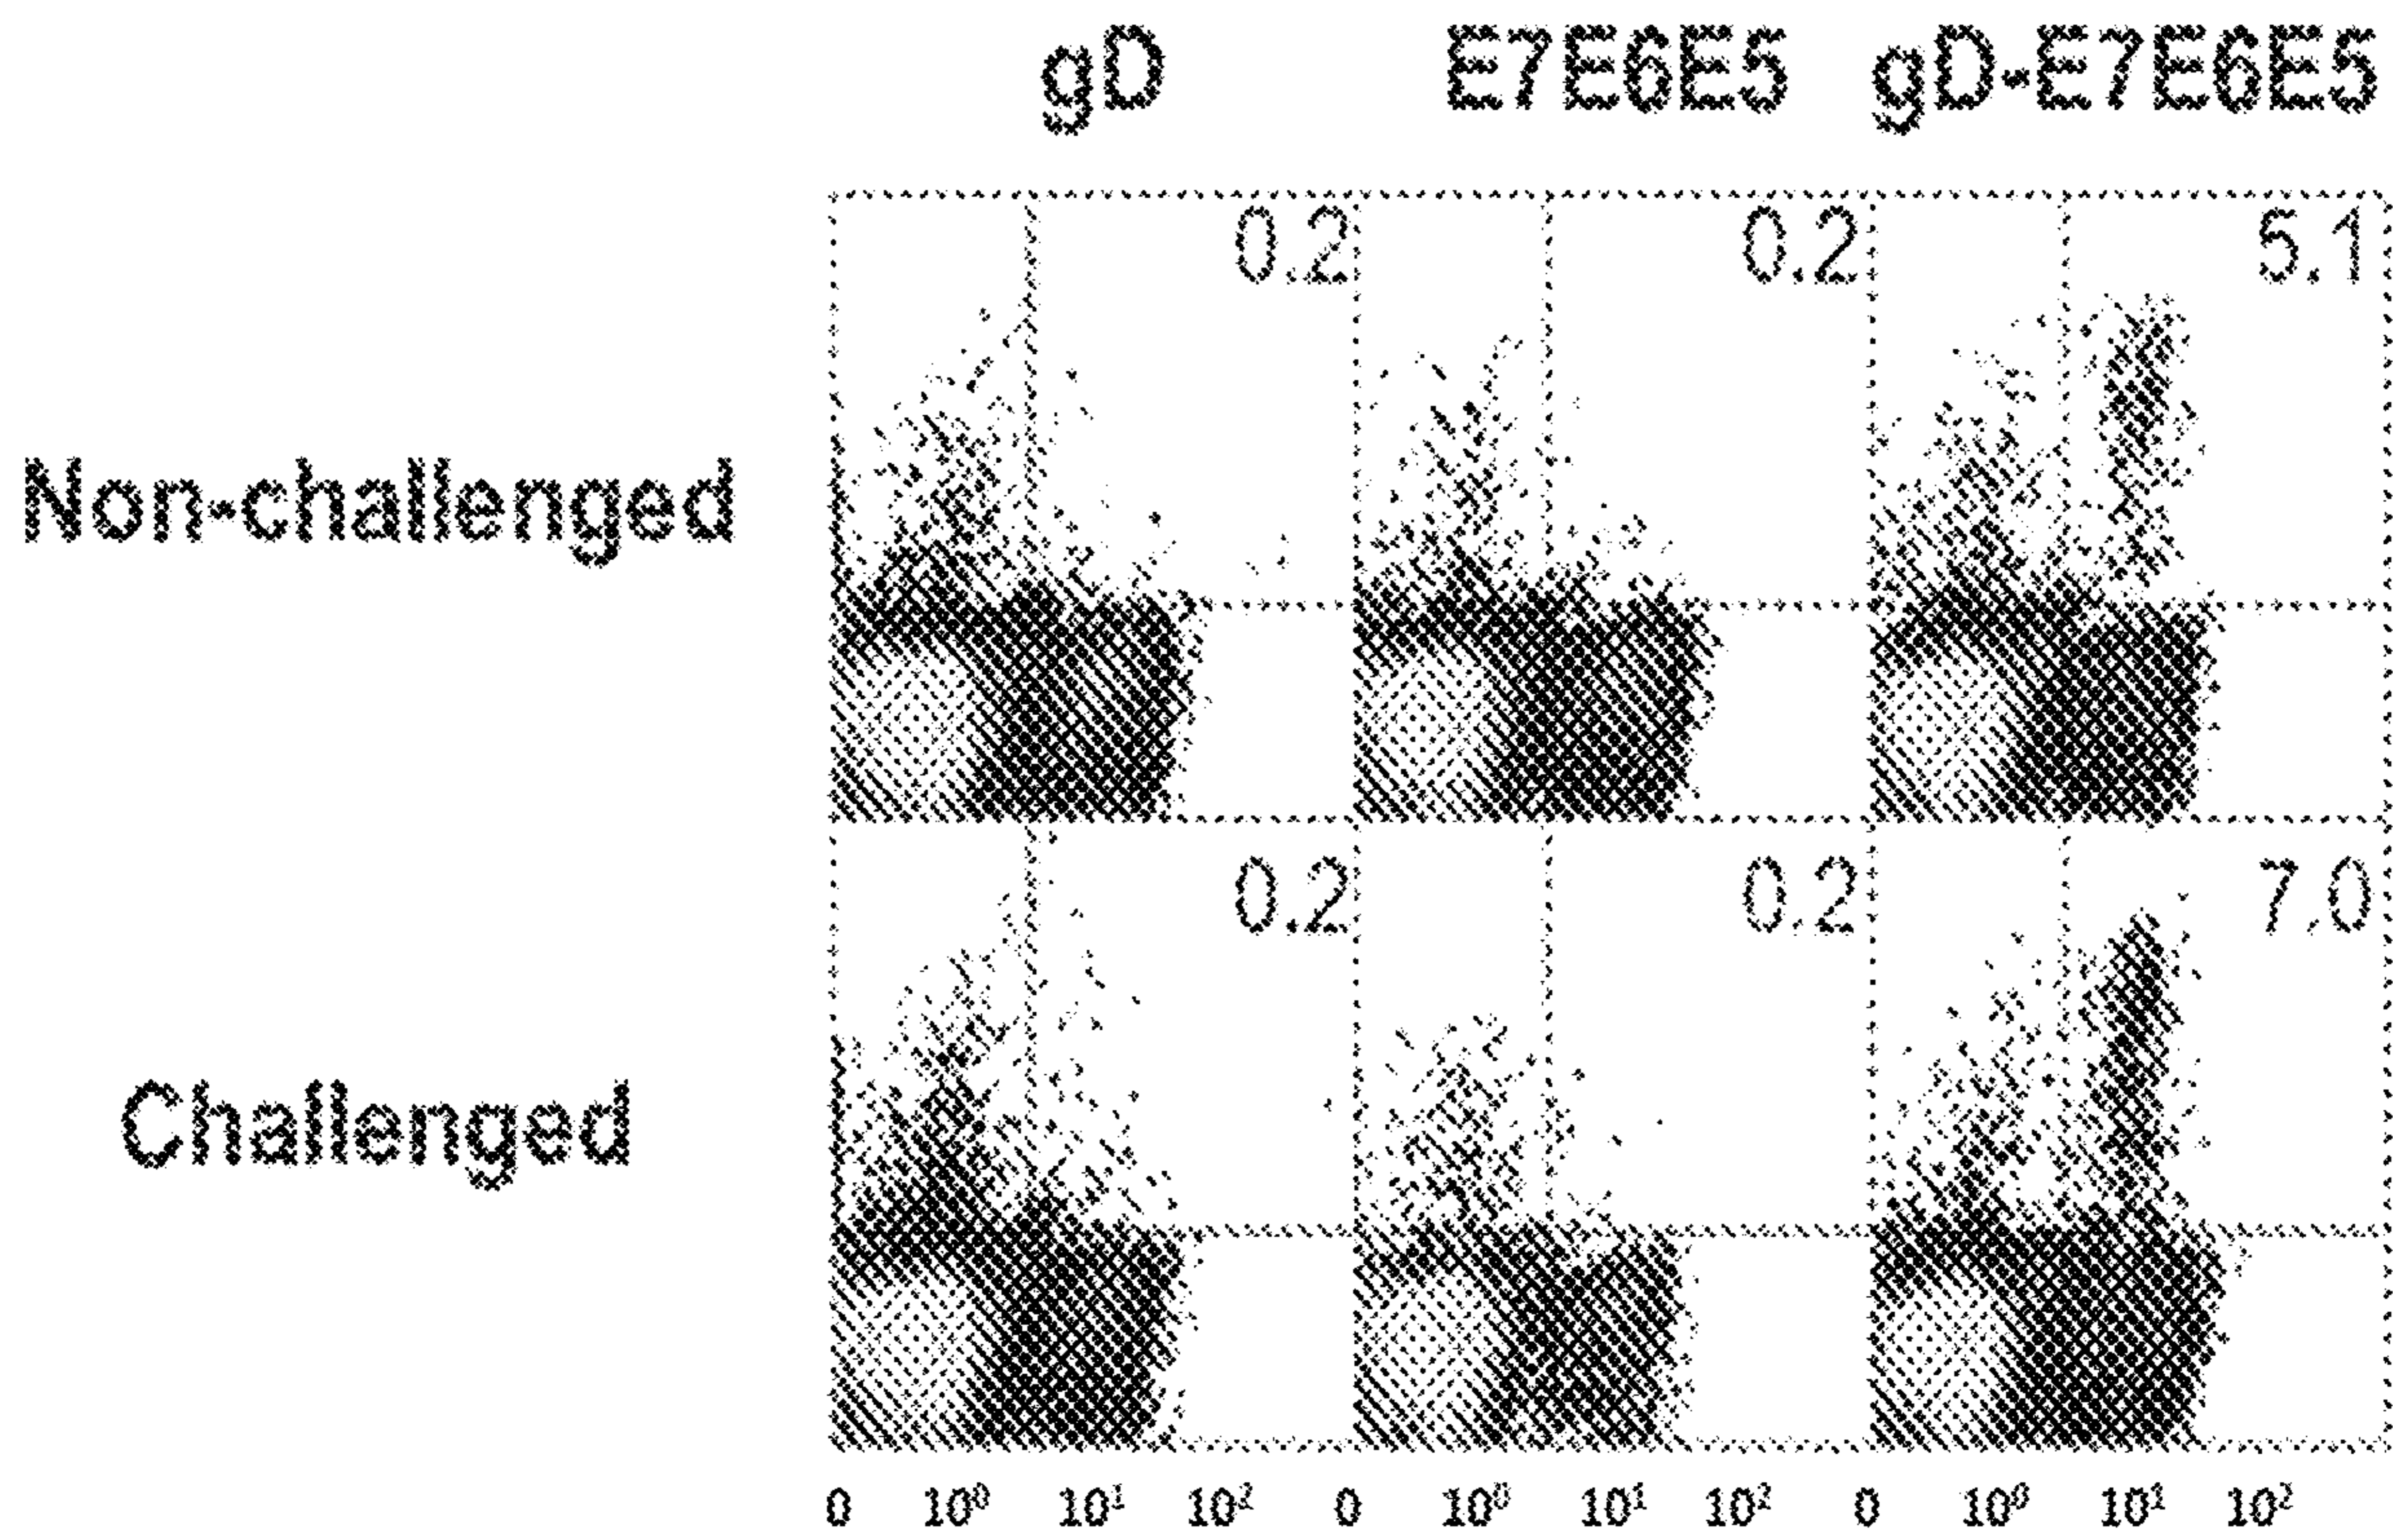 gD E7E6E5 gD-E7E6E5
0.2 0.2 5.1
Non-challenged
0.2 0.2 7.0
Challenged
0 10⁰ 10¹ 10² 0 10⁰ 10¹ 10² 0 10⁰ 10¹ 10²